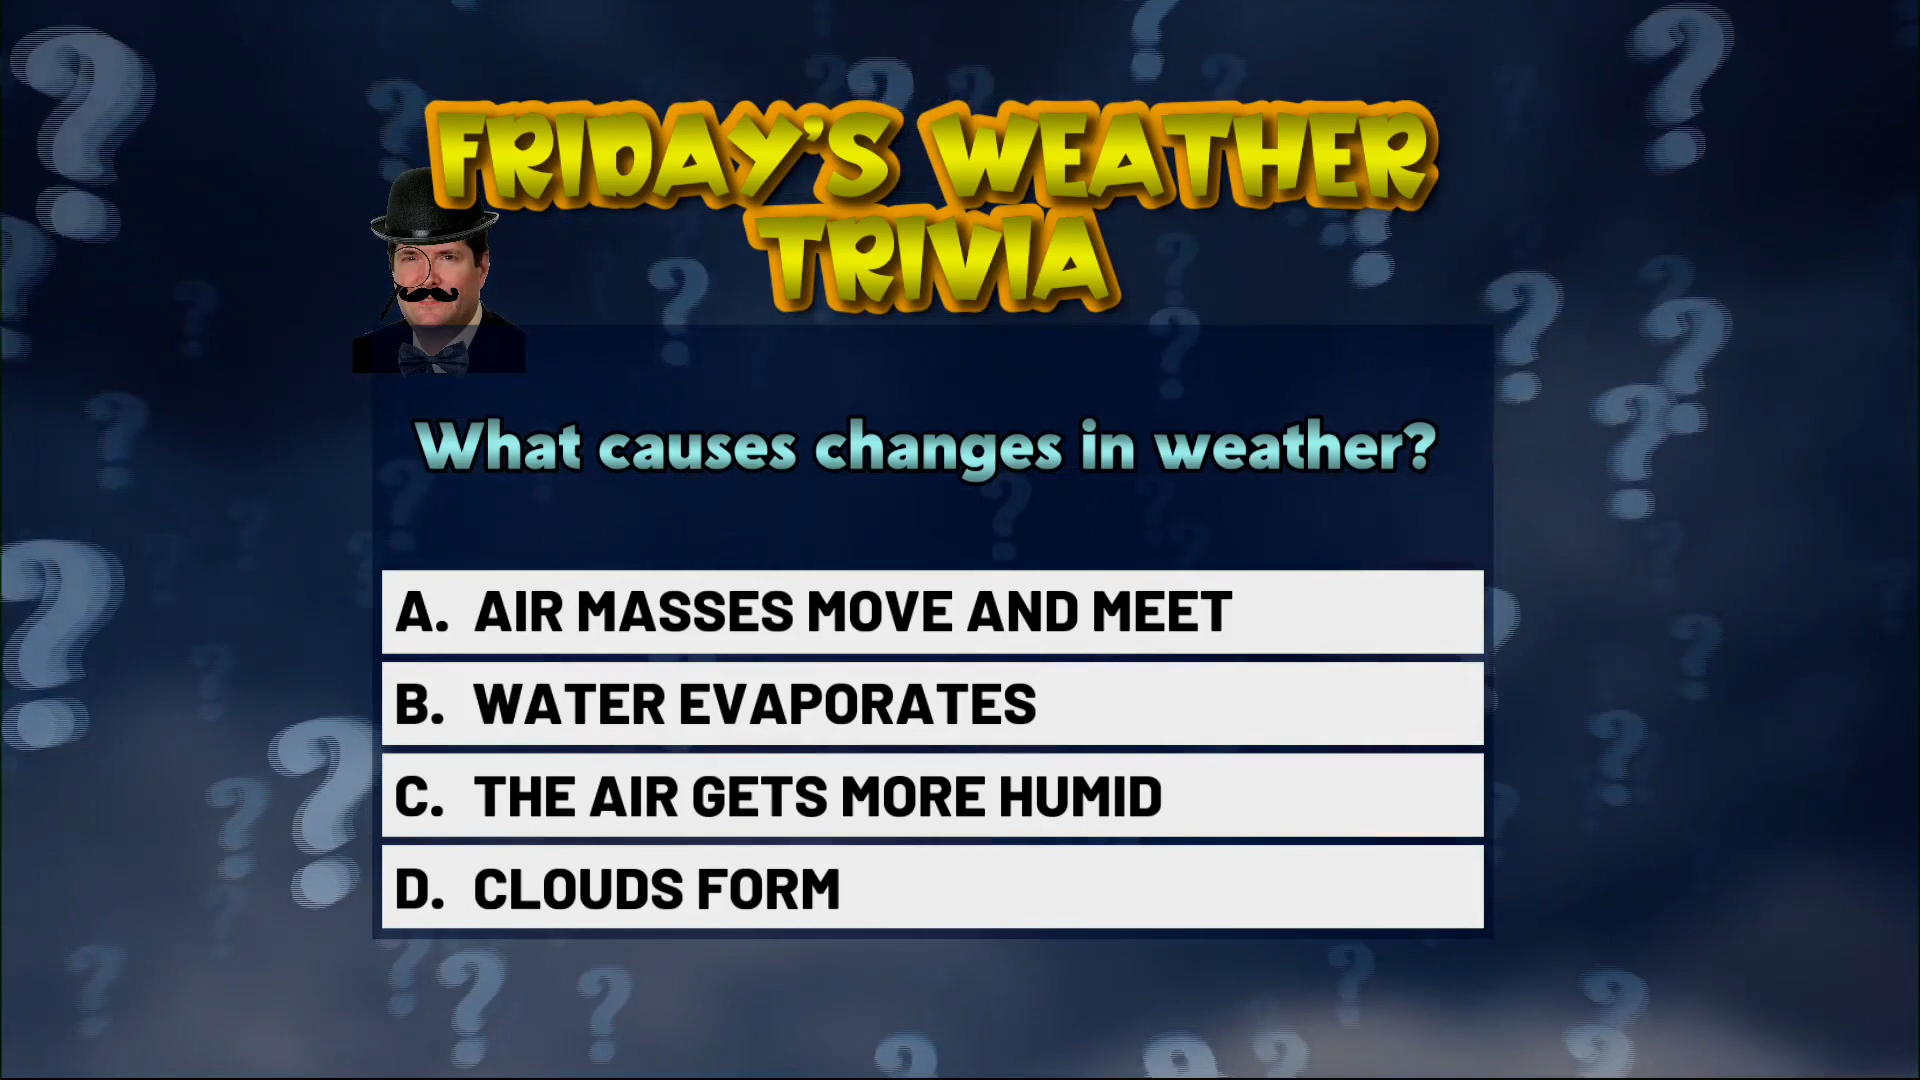 FRIDAY'S WEATHER
TRIVIA
What causes changes in weather?
A. AIR MASSES MOVE AND MEET
B. WATER EVAPORATES
C. THE AIR GETS MORE HUMID
D. CLOUDS FORM